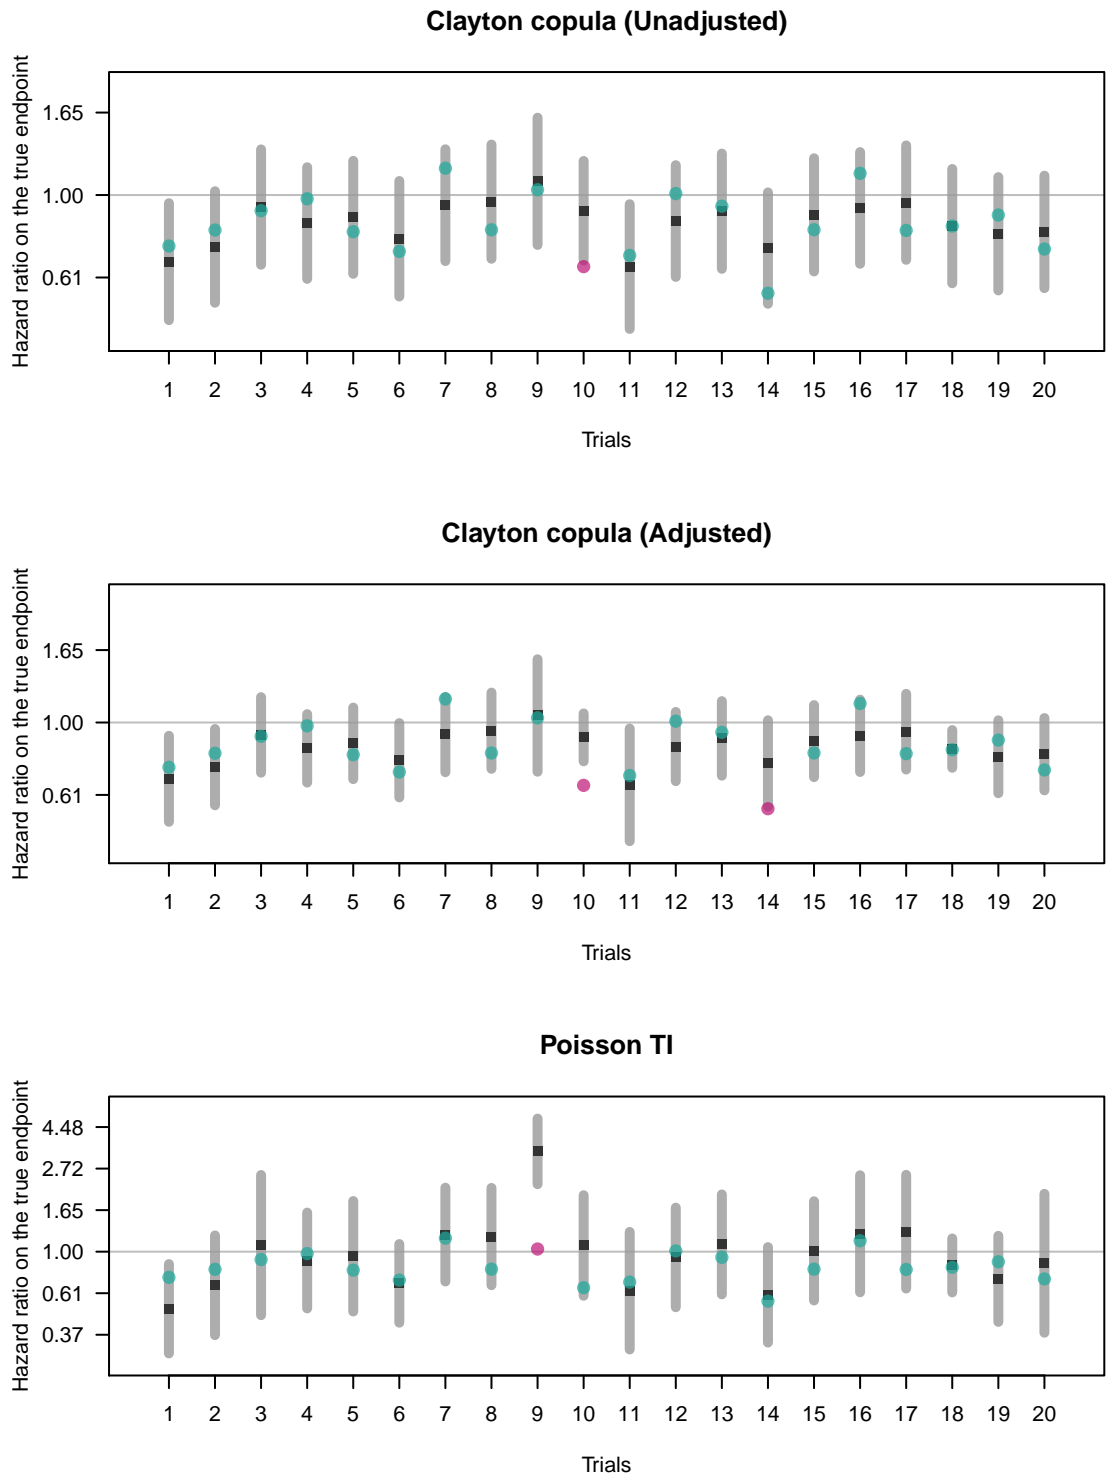 Clayton copula (Unadjusted)
Hazard ratio on the true endpoint
1.65
1.00
0.61
1 2 3 4 5 6 7 8 9 10 11 12 13 14 15 16 17 18 19 20
Trials
Clayton copula (Adjusted)
Hazard ratio on the true endpoint
1.65
1.00
0.61
1 2 3 4 5 6 7 8 9 10 11 12 13 14 15 16 17 18 19 20
Trials
Poisson TI
Hazard ratio on the true endpoint
4.48
2.72
1.65
1.00
0.61
0.37
1 2 3 4 5 6 7 8 9 10 11 12 13 14 15 16 17 18 19 20
Trials